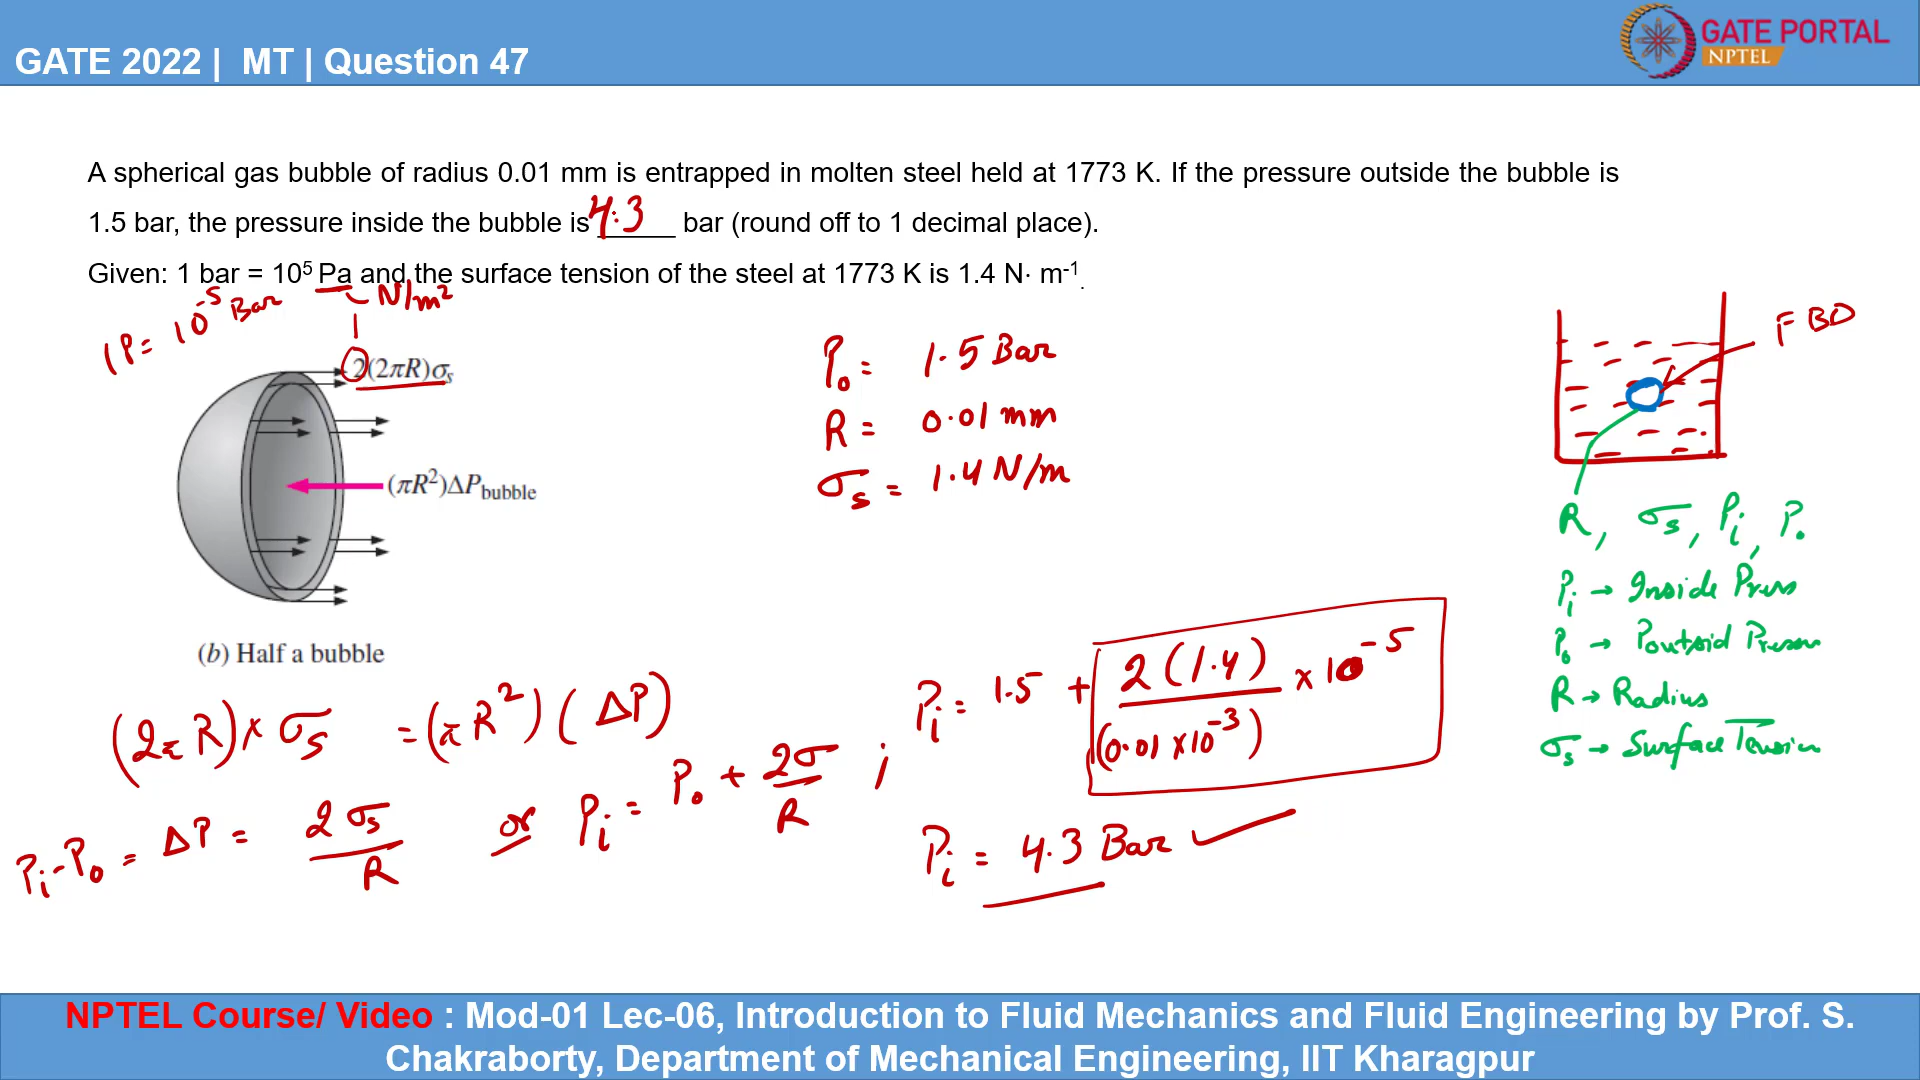 GATE 2022 | MT | Question 47
GATE PORTAL
NPTEL
A spherical gas bubble of radius 0.01 mm is entrapped in molten steel held at 1773 K. If the pressure outside the bubble is
1.5 bar, the pressure inside the bubble is 4.3 bar (round off to 1 decimal place).
Given: 1 bar = 10⁵ Pa and the surface tension of the steel at 1773 K is 1.4 N· m⁻¹.
1P = 10⁻⁵ Bar
N/m²
1
2(2πR)σₛ
(πR²)ΔP_bubble
(b) Half a bubble
P₀ = 1.5 Bar
R = 0.01 mm
σₛ = 1.4 N/m
FBD
R, σₛ, Pᵢ, P₀
Pᵢ → Inside Press
P₀ → Poutsid Pressu
R → Radius
σₛ → Surface Tension
(2πR) × σₛ = (πR²) (ΔP)
Pᵢ - P₀ = ΔP = 2σₛ/R or Pᵢ = P₀ + 2σ/R ;
Pᵢ = 1.5 + 2(1.4)/(0.01 × 10⁻³) × 10⁻⁵
Pᵢ = 4.3 Bar
NPTEL Course/ Video : Mod-01 Lec-06, Introduction to Fluid Mechanics and Fluid Engineering by Prof. S.
Chakraborty, Department of Mechanical Engineering, IIT Kharagpur